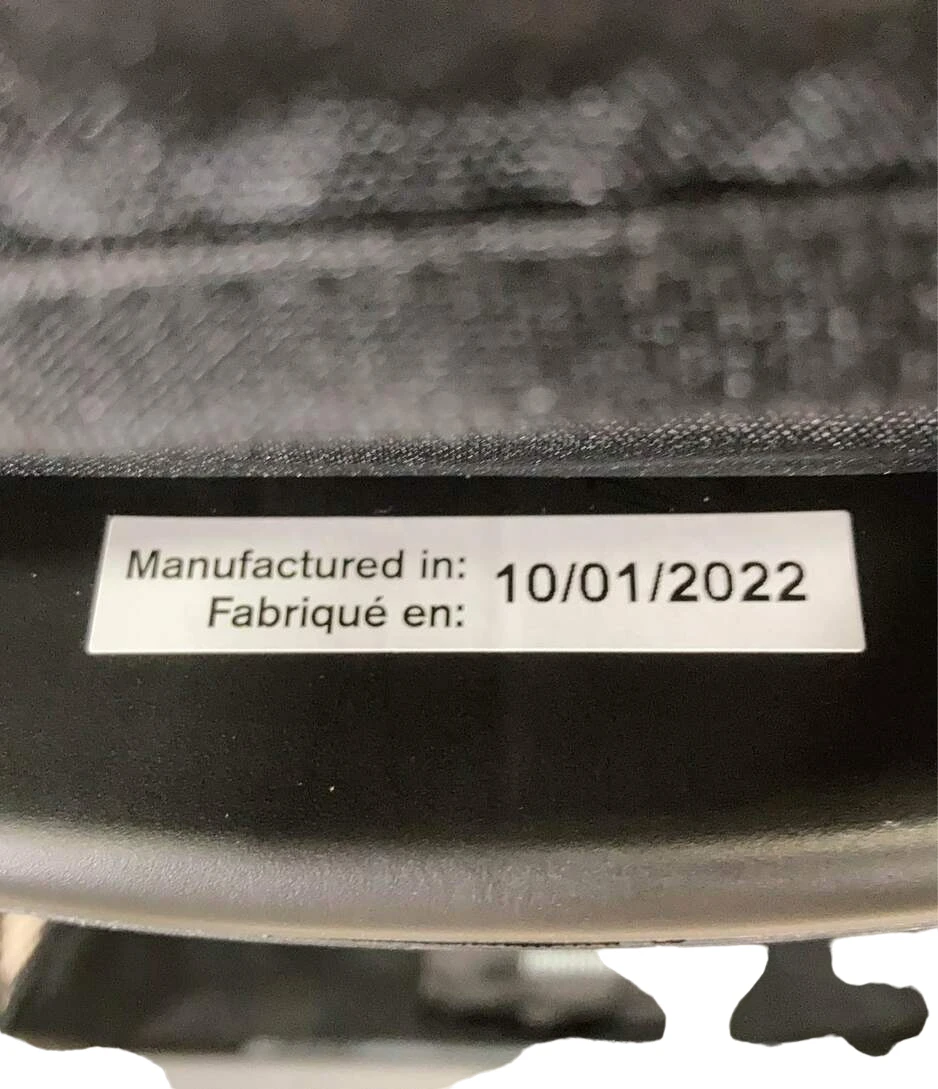 Manufactured in: 10/01/2022
Fabriqué en: